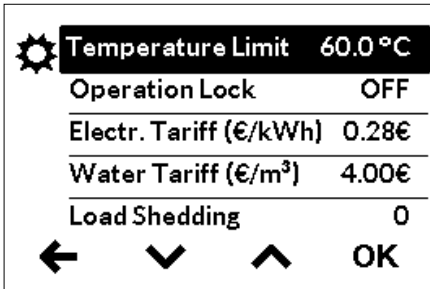 Temperature Limit 60.0 °C
Operation Lock OFF
Electr. Tariff (€/kWh) 0.28€
Water Tariff (€/m³) 4.00€
Load Shedding 0
OK